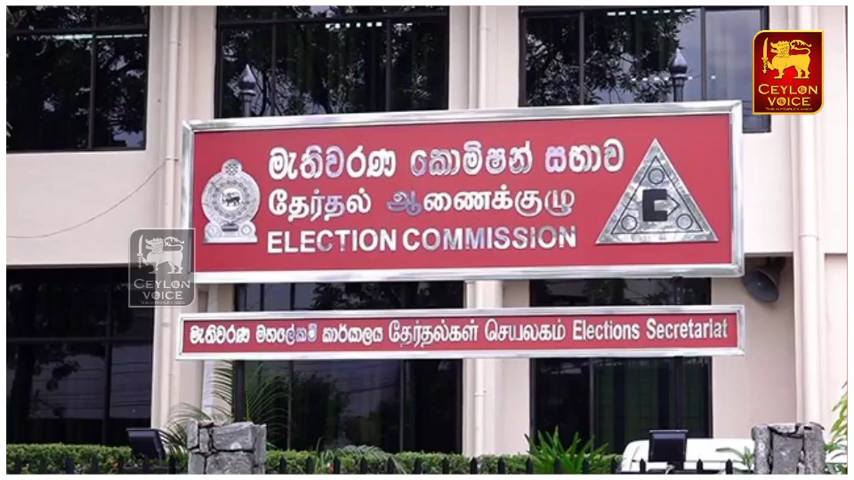 CEYLON
VOICE
මැතිවරණ කොමිෂන් සභාව
தேர்தல் ஆணைக்குழு
ELECTION COMMISSION
CEYLON
VOICE
මැතිවරණ මහලේකම් කාර්යාලය தேர்தல்கள் செயலகம் Elections Secretariat